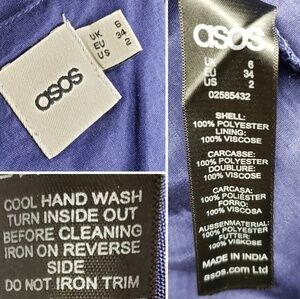 UK 6
EU 34
US 2
asos
COOL HAND WASH
TURN INSIDE OUT
BEFORE CLEANING
IRON ON REVERSE
SIDE
DO NOT IRON TRIM
asos
UK 6
EU 34
US 2
02585432
SHELL:
100% POLYESTER
LINING:
100% VISCOSE
CARCASSE:
100% POLYESTER
DOUBLURE:
100% VISCOSE
CARCASA:
100% POLIÉSTER
FORRO:
100% VISCOSA
AUSSENMATERIAL:
100% POLYESTER
FUTTER:
100% VISKOSE
MADE IN INDIA
asos.com Ltd